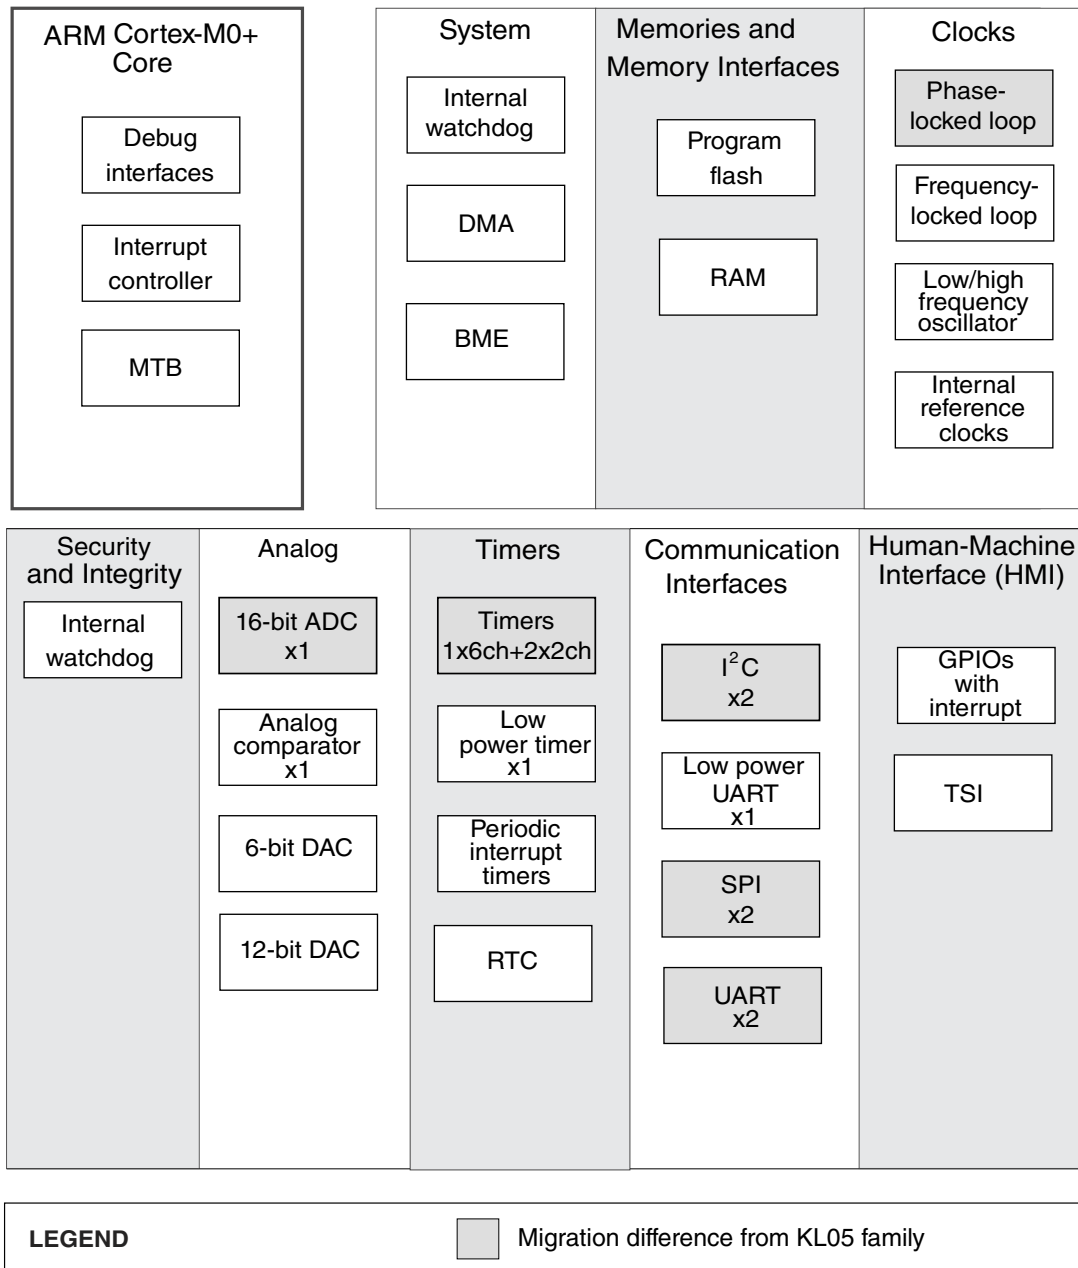 ARM Cortex-M0+
Core
Debug
interfaces
Interrupt
controller
MTB
System
Internal
watchdog
DMA
BME
Memories and
Memory Interfaces
Program
flash
RAM
Clocks
Phase-
locked loop
Frequency-
locked loop
Low/high
frequency
oscillator
Internal
reference
clocks
Security
and Integrity
Internal
watchdog
Analog
16-bit ADC
x1
Analog
comparator
x1
6-bit DAC
12-bit DAC
Timers
Timers
1x6ch+2x2ch
Low
power timer
x1
Periodic
interrupt
timers
RTC
Communication
Interfaces
I²C
x2
Low power
UART
x1
SPI
x2
UART
x2
Human-Machine
Interface (HMI)
GPIOs
with
interrupt
TSI
LEGEND
Migration difference from KL05 family